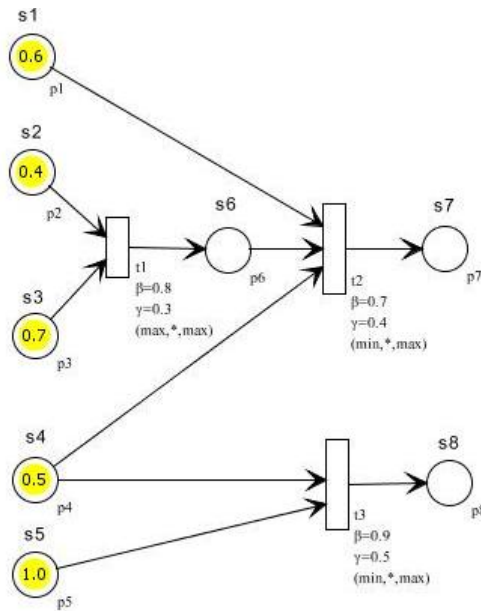 s1
0.6
p1
s2
0.4
p2
s3
0.7
p3
t1
β=0.8
γ=0.3
(max,*,max)
s6
p6
t2
β=0.7
γ=0.4
(min,*,max)
s7
p7
s4
0.5
p4
s5
1.0
p5
t3
β=0.9
γ=0.5
(min,*,max)
s8